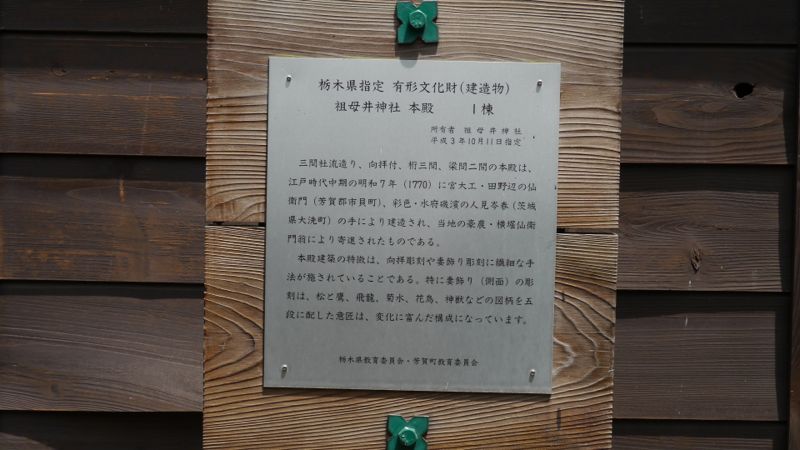 栃木県指定 有形文化財(建造物)
祖母井神社 本殿 1棟
所有者 祖母井神社
平成3年10月11日指定
三間社流造り、向拝付、桁三間、梁間二間の本殿は、
江戸時代中期の明和7年(1770)に宮大工・田野辺の仙
衛門(芳賀郡市貝町)、彩色・水府磯濱の人見岑春(茨城
県大洗町)の手により建造され、当地の豪農・横堀仙衛
門翁により寄進されたものである。
本殿建築の特徴は、向拝彫刻や妻飾り彫刻に繊細な手
法が施されていることである。特に妻飾り(側面)の彫
刻は、松と鷹、飛龍、菊水、花鳥、神獣などの図柄を五
段に配した意匠は、変化に富んだ構成になっています。
栃木県教育委員会・芳賀町教育委員会